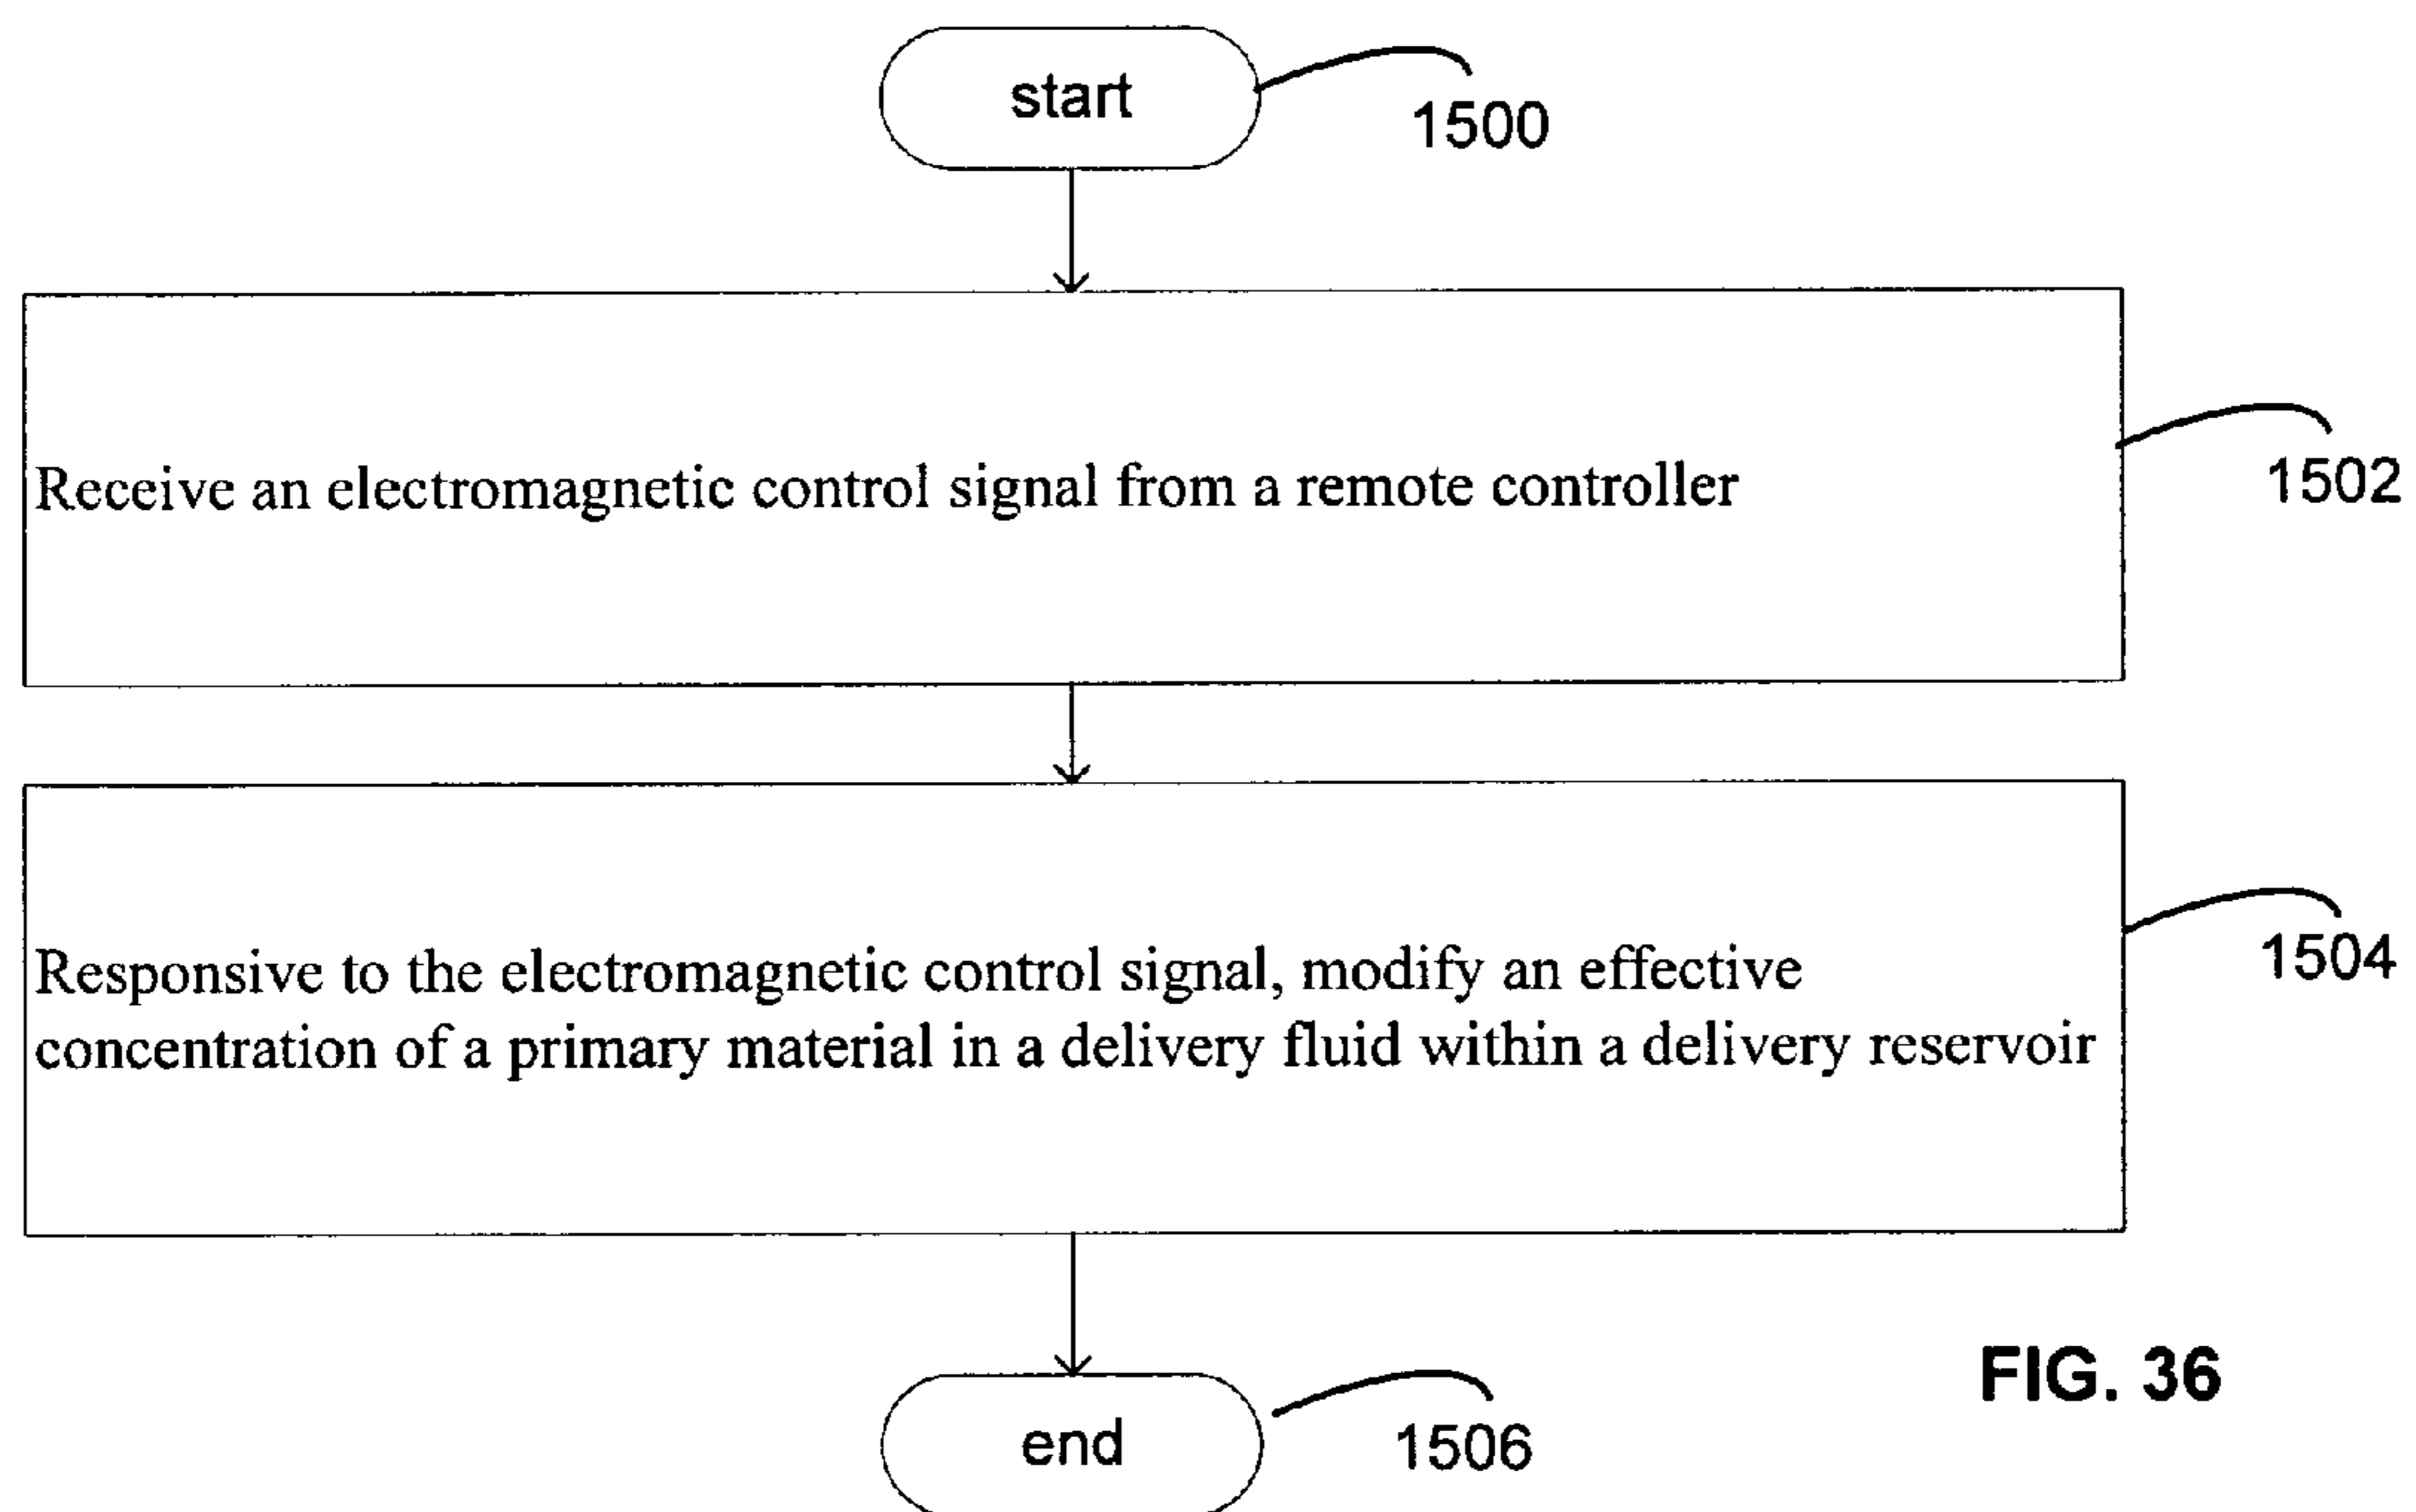 start
1500
Receive an electromagnetic control signal from a remote controller
1502
Responsive to the electromagnetic control signal, modify an effective
concentration of a primary material in a delivery fluid within a delivery reservoir
1504
FIG. 36
end
1506